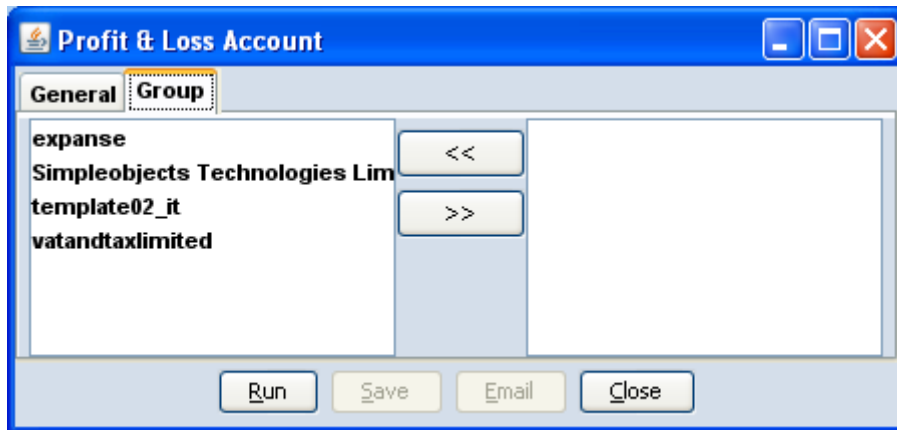 Profit & Loss Account
General Group
expanse
Simpleobjects Technologies Lim
template02_it
vatandtaxlimited
<<
>>
Run Save Email Close